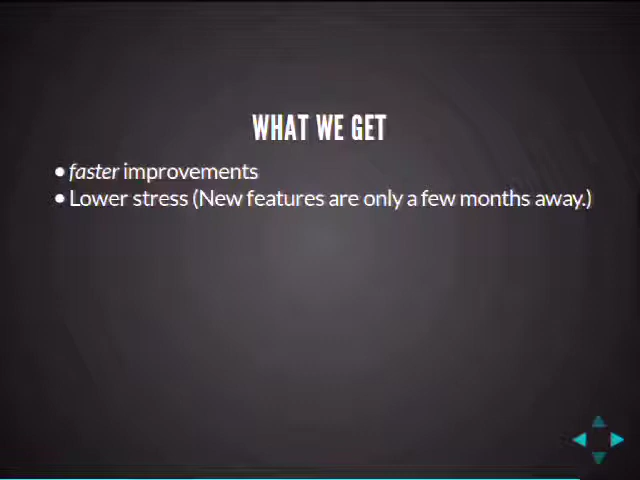 WHAT WE GET
• faster improvements
• Lower stress (New features are only a few months away.)